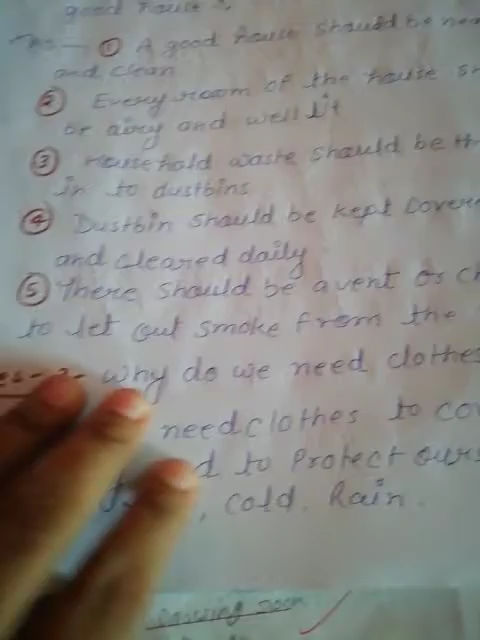 good house
① A good house should be
and clean
② Every room of the house
or airy and well lit
③ Household waste should be
in to dustbins
④ Dustbin should be kept
and cleared daily
⑤ There should be a vent or
to let out smoke from the
why do we need clothes
need clothes to
to Protect
, cold, Rain.